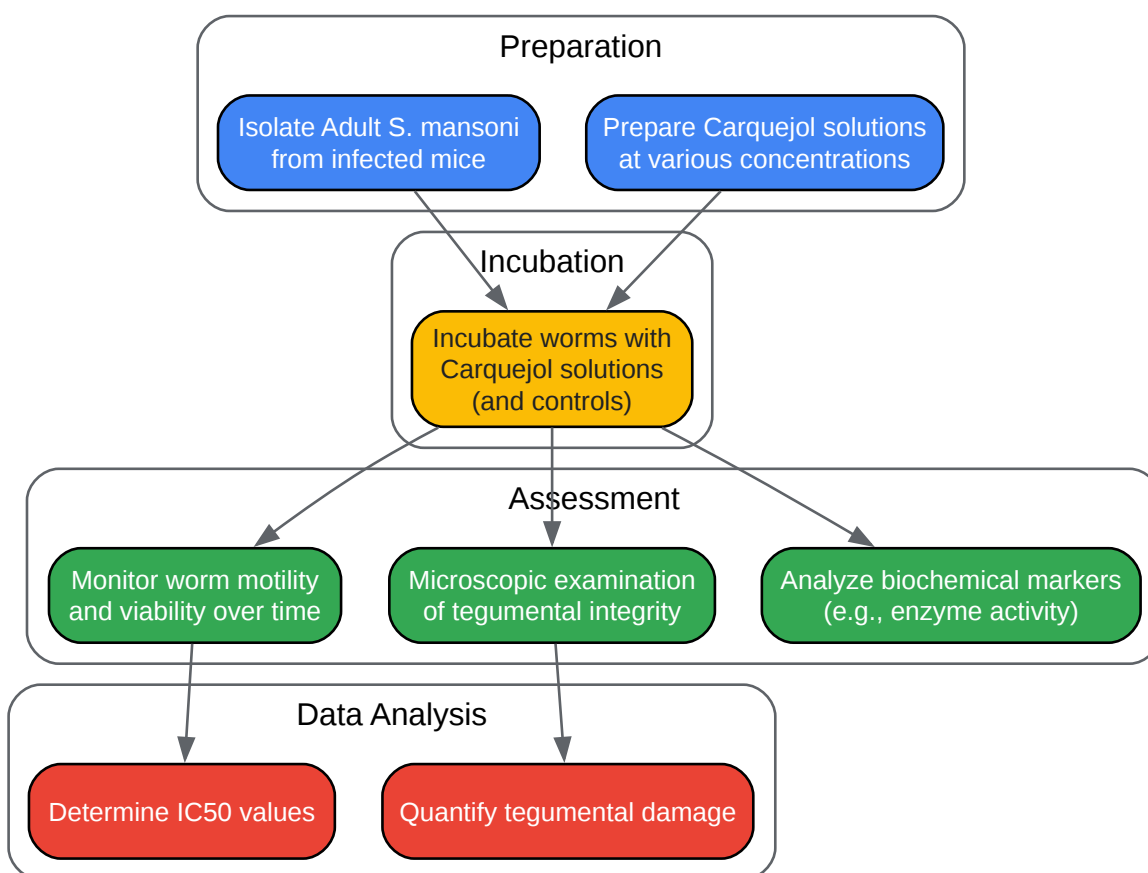 Preparation
Isolate Adult S. mansoni
from infected mice
Prepare Carquejol solutions
at various concentrations
Incubation
Incubate worms with
Carquejol solutions
(and controls)
Assessment
Monitor worm motility
and viability over time
Microscopic examination
of tegumental integrity
Analyze biochemical markers
(e.g., enzyme activity)
Data Analysis
Determine IC50 values
Quantify tegumental damage